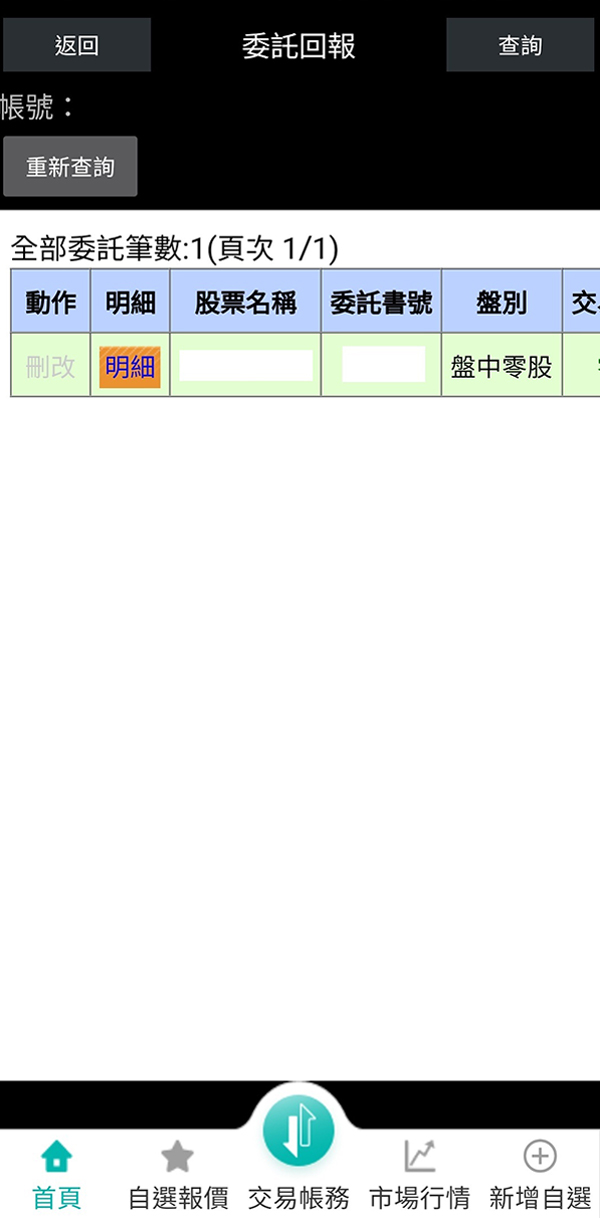 返回 委託回報 查詢
帳號：
重新查詢
全部委託筆數:1(頁次 1/1)
動作 明細 股票名稱 委託書號 盤別 交
刪改 明細 盤中零股
首頁 自選報價 交易帳務 市場行情 新增自選